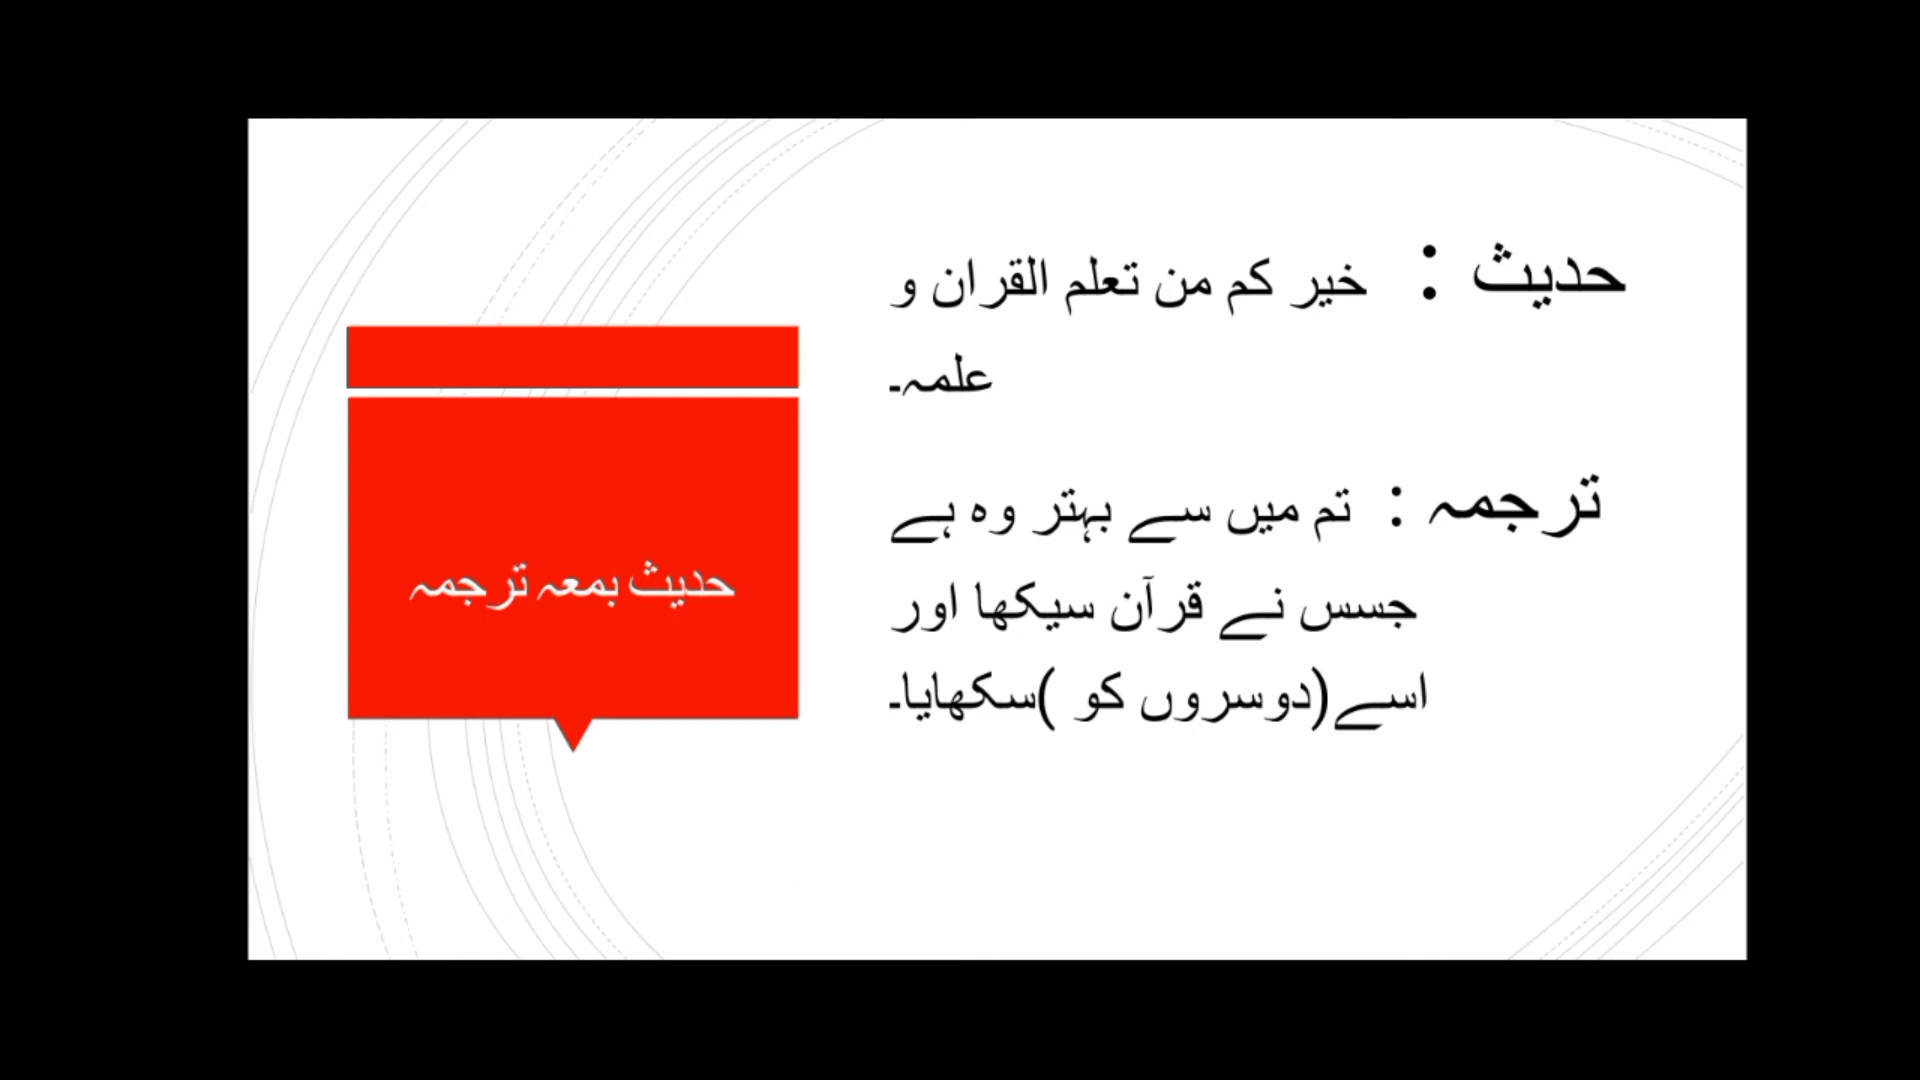 حدیث : خیر کم من تعلم القران و
علمہ۔
ترجمہ : تم میں سے بہتر وہ ہے
جسس نے قرآن سیکھا اور
اسے(دوسروں کو )سکھایا۔
حدیث بمعہ ترجمہ